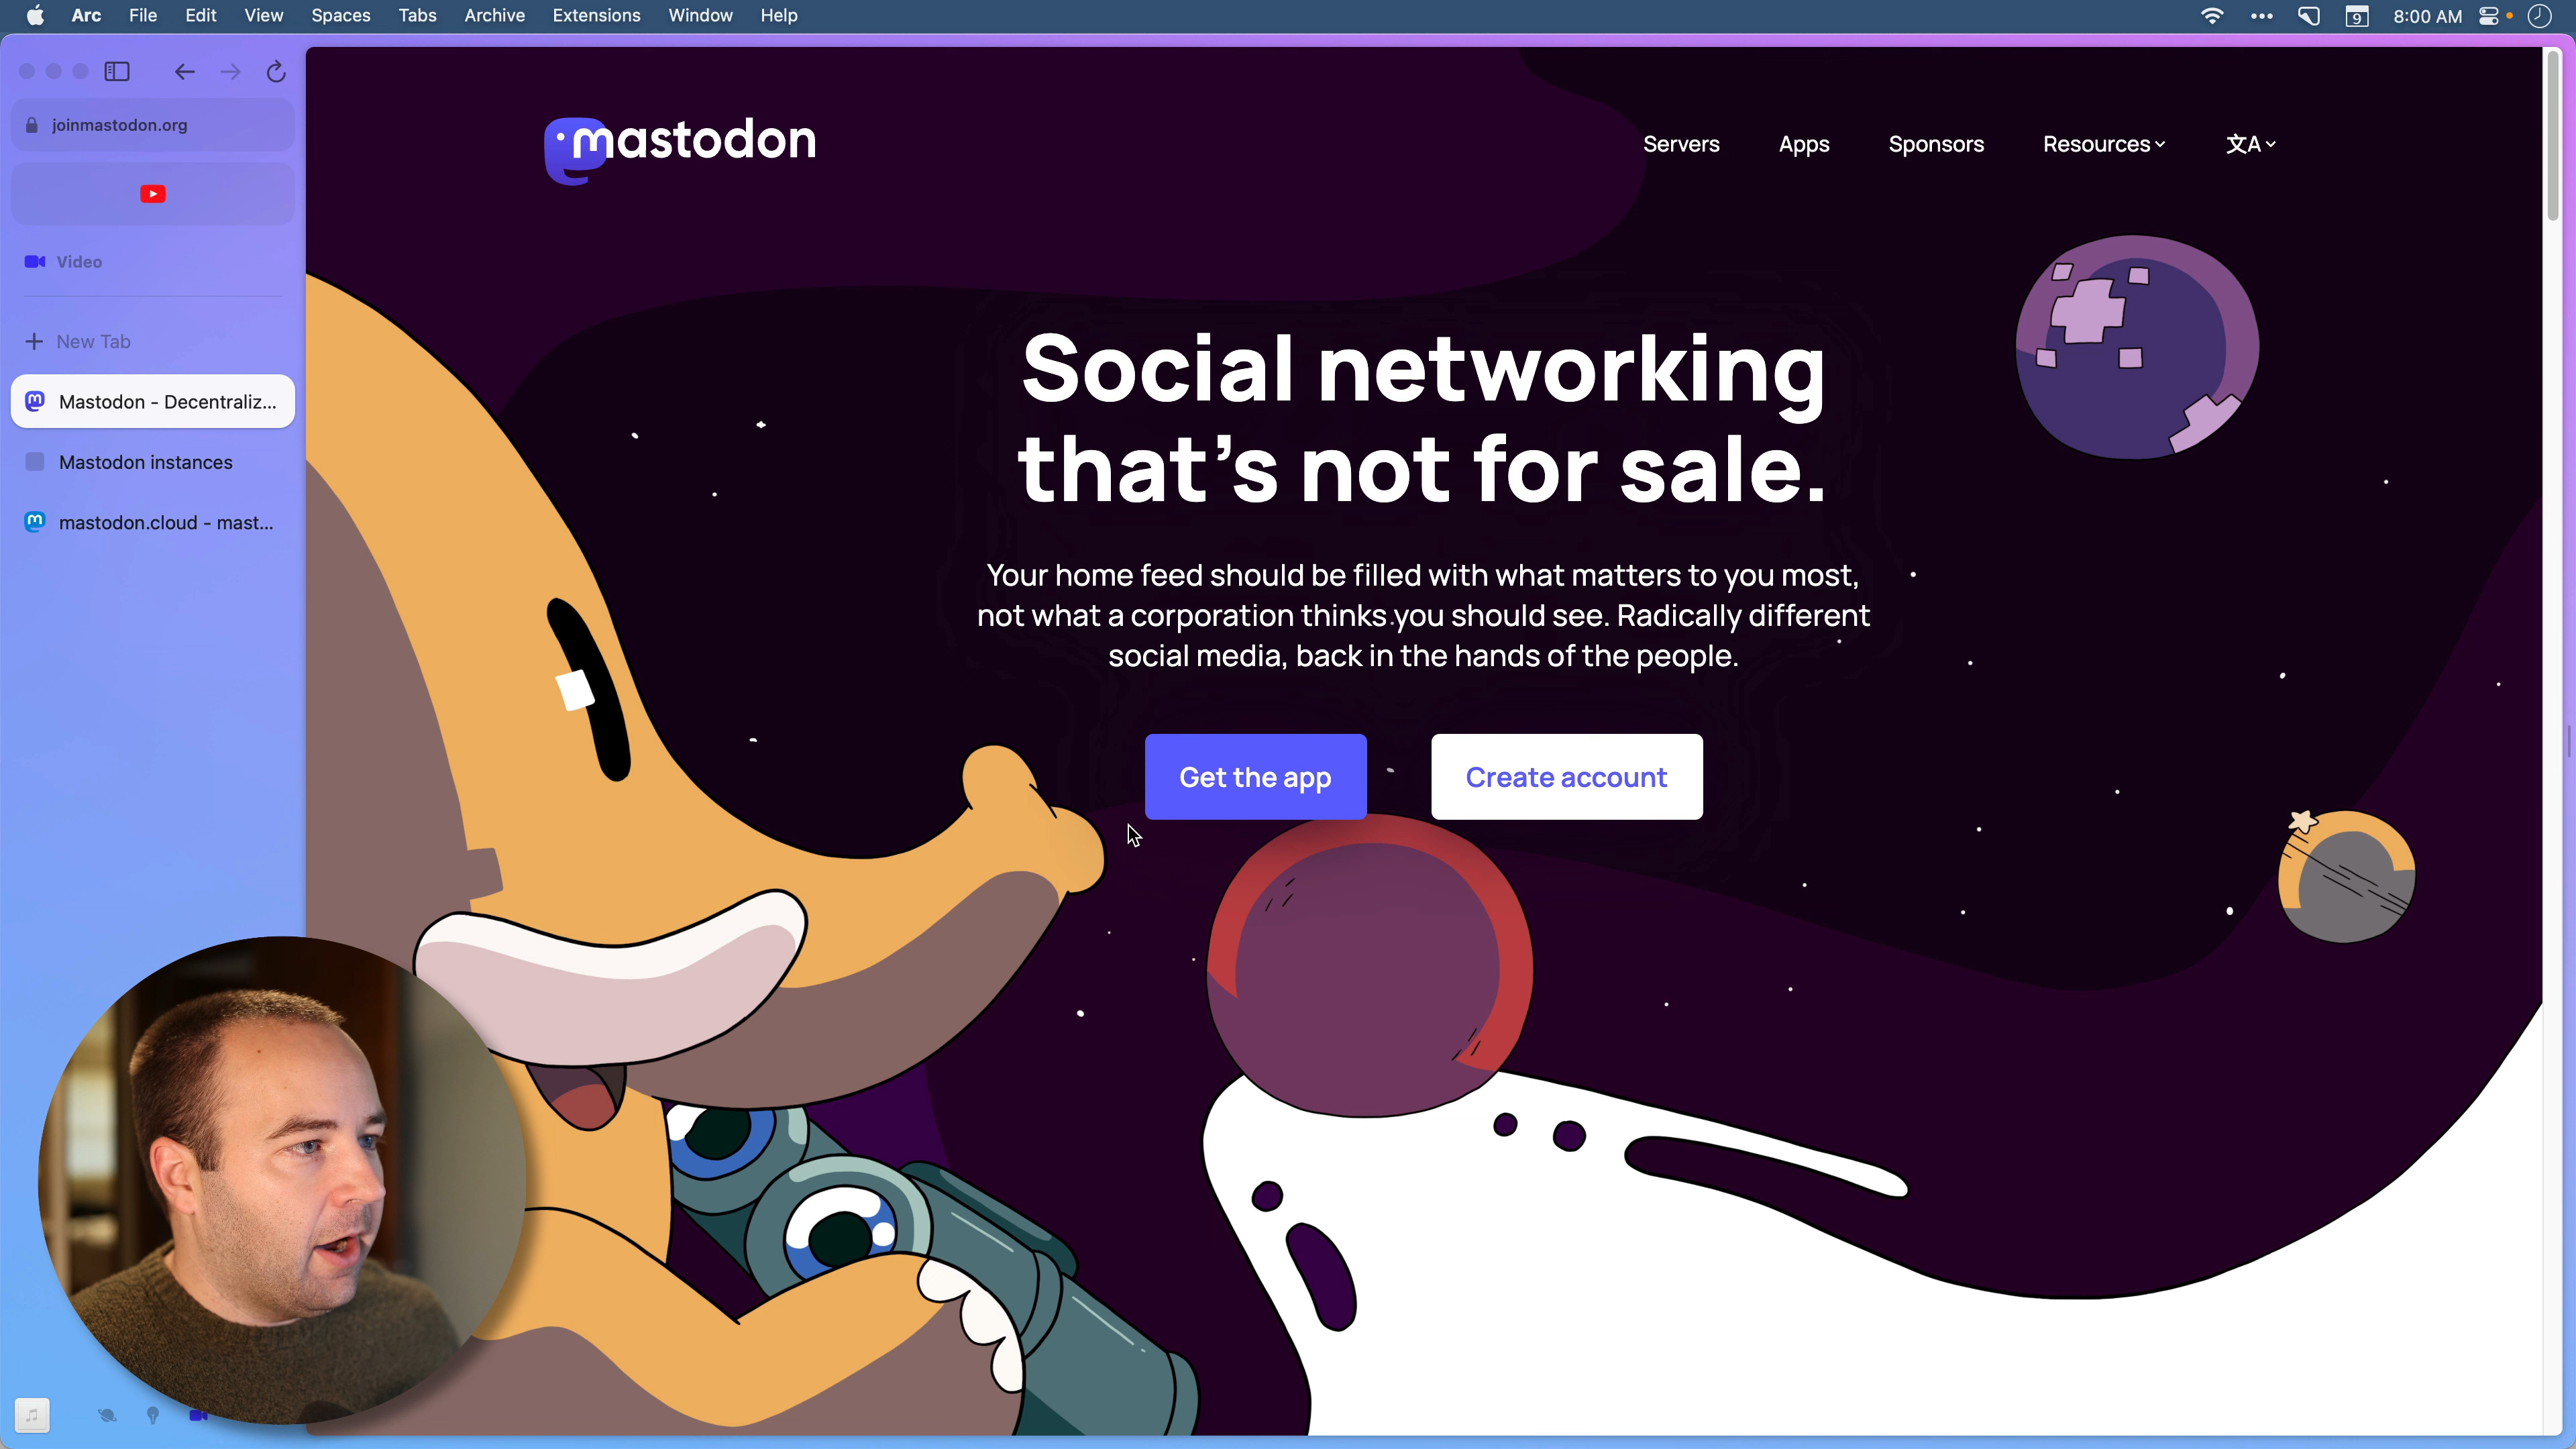 Arc File Edit View Spaces Tabs Archive Extensions Window Help
9 8:00 AM
joinmastodon.org
Video
New Tab
Mastodon - Decentraliz...
Mastodon instances
mastodon.cloud - mast...
mastodon
Servers Apps Sponsors Resources 文A
Social networking
that's not for sale.
Your home feed should be filled with what matters to you most,
not what a corporation thinks you should see. Radically different
social media, back in the hands of the people.
Get the app Create account